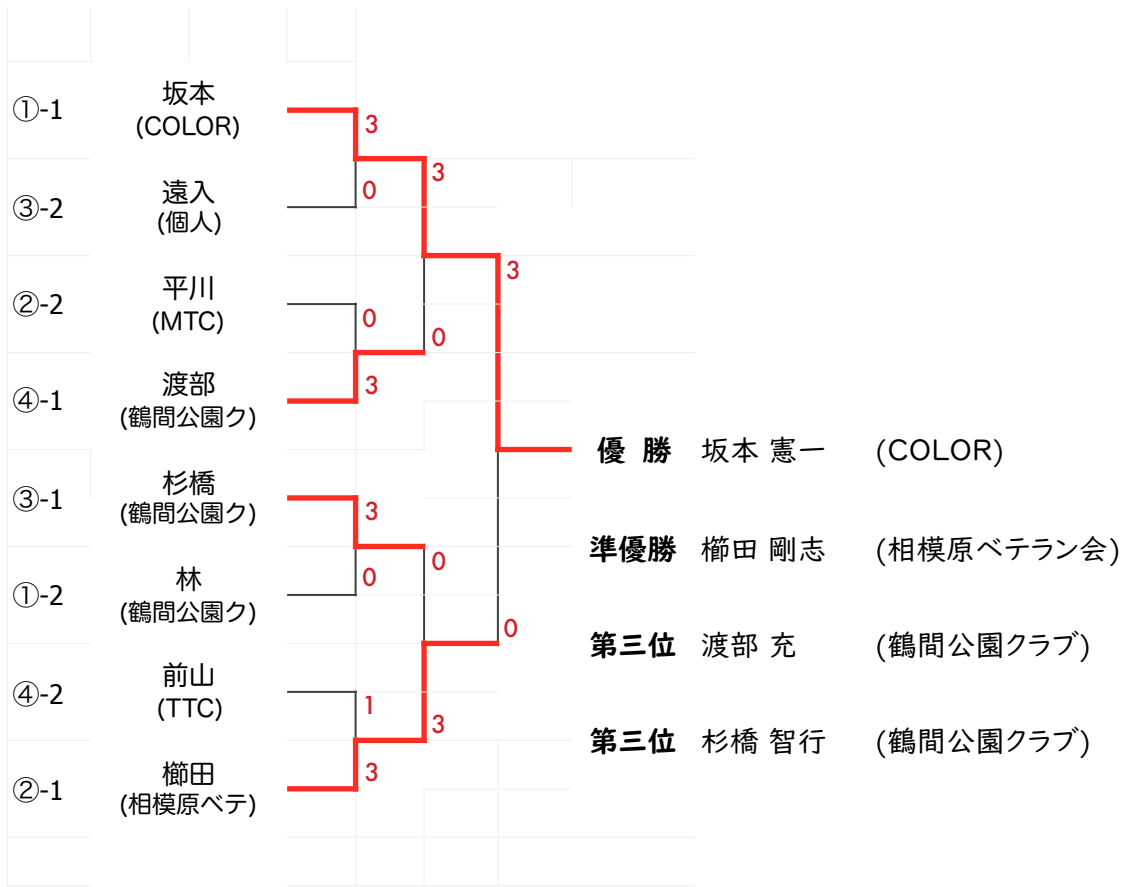 ①-1
坂本
(COLOR)
3
3
③-2
遠入
(個人)
0
3
②-2
平川
(MTC)
0
0
④-1
渡部
(鶴間公園ク)
3
優 勝 坂本 憲一 (COLOR)
③-1
杉橋
(鶴間公園ク)
3
準優勝 櫛田 剛志 (相模原ベテラン会)
0
①-2
林
(鶴間公園ク)
0
0
第三位 渡部 充 (鶴間公園クラブ)
④-2
前山
(TTC)
1
3
第三位 杉橋 智行 (鶴間公園クラブ)
②-1
櫛田
(相模原ベテ)
3